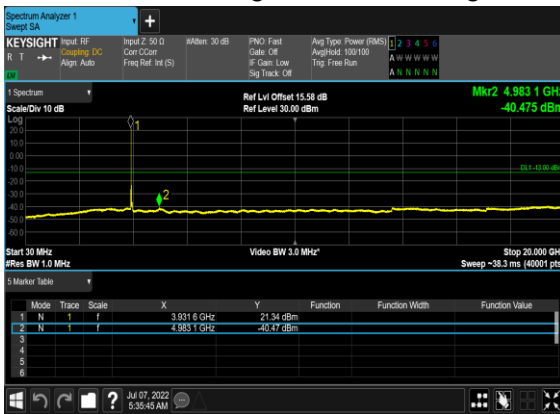 Spectrum Analyzer 1
Swept SA
KEYSIGHT Input: RF Input Z: 50 Ω #Atten: 30 dB PNO: Fast Avg Type: Power (RMS) 1 2 3 4 5 6
R T Coupling: DC Corr CCorr Gate: Off Avg|Hold: 100/100 A W W W W W
Align: Auto Freq Ref: Int (S) IF Gain: Low Trig: Free Run
LV Sig Track: Off A N N N N N
1 Spectrum Ref Lvl Offset 15.58 dB Mkr2 4.983 1 GHz
Scale/Div 10 dB Ref Level 30.00 dBm -40.475 dBm
Log
1
20.0
10.0
0.00
-10.0
DL1 -13.00 dBm
-20.0
-30.0
2
-40.0
-50.0
-60.0
Start 30 MHz Video BW 3.0 MHz* Stop 20.000 GHz
#Res BW 1.0 MHz Sweep ~38.3 ms (40001 pts
5 Marker Table
Mode Trace Scale X Y Function Function Width Function Value
1 N 1 f 3.931 6 GHz 21.34 dBm
2 N 1 f 4.983 1 GHz -40.47 dBm
3
4
5
6
? Jul 07, 2022
5:35:45 AM